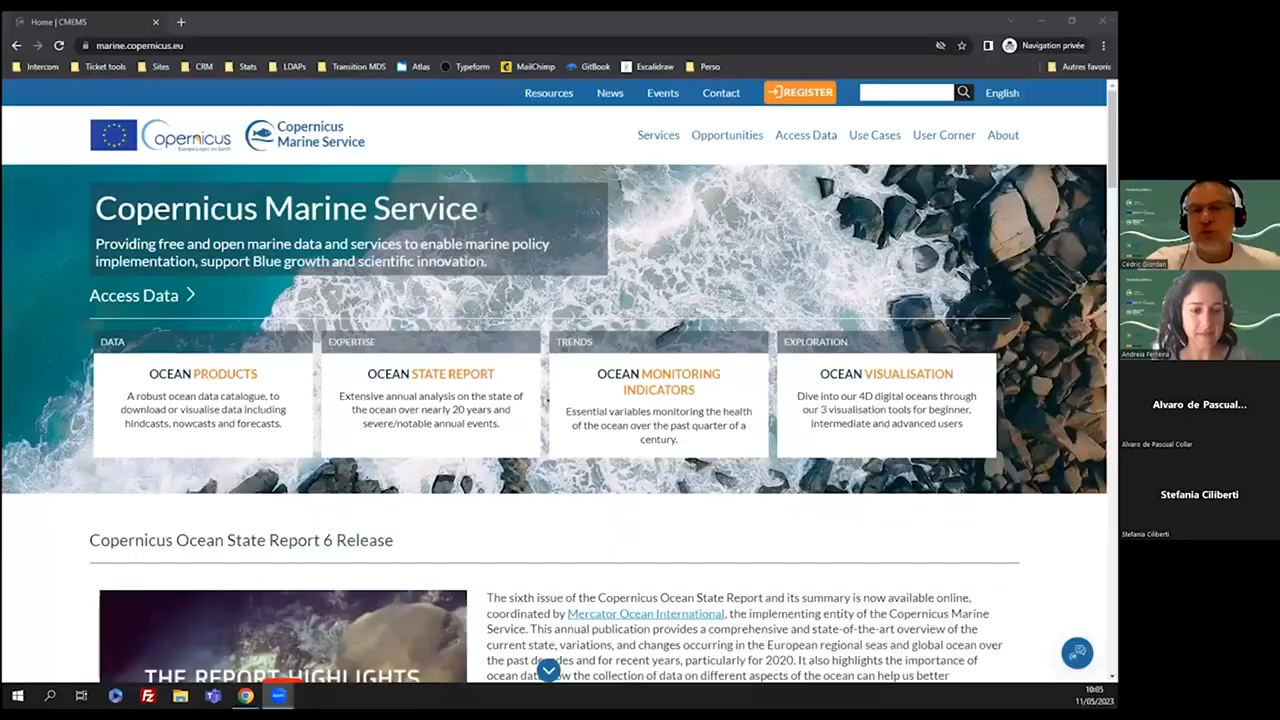 Home | CMEMS
marine.copernicus.eu
Navigation privée
Intercom
Ticket tools
Sites
CRM
Stats
LDAPs
Transition MDS
Atlas
Typeform
MailChimp
GitBook
Excalidraw
Perso
Autres favoris
Resources
News
Events
Contact
REGISTER
English
opernicus
Europe's eyes on Earth
Copernicus
Marine Service
Services
Opportunities
Access Data
Use Cases
User Corner
About
Copernicus Marine Service
Providing free and open marine data and services to enable marine policy
implementation, support Blue growth and scientific innovation.
Access Data
DATA
OCEAN PRODUCTS
A robust ocean data catalogue, to
download or visualise data including
hindcasts, nowcasts and forecasts.
EXPERTISE
OCEAN STATE REPORT
Extensive annual analysis on the state of
the ocean over nearly 20 years and
severe/notable annual events.
TRENDS
OCEAN MONITORING
INDICATORS
Essential variables monitoring the health
of the ocean over the past quarter of a
century.
EXPLORATION
OCEAN VISUALISATION
Dive into our 4D digital oceans through
our 3 visualisation tools for beginner,
intermediate and advanced users
Copernicus Ocean State Report 6 Release
THE REPORT HIGHLIGHTS
The sixth issue of the Copernicus Ocean State Report and its summary is now available online,
coordinated by Mercator Ocean International, the implementing entity of the Copernicus Marine
Service. This annual publication provides a comprehensive and state-of-the-art overview of the
current state, variations, and changes occurring in the European regional seas and global ocean over
the past decades and for recent years, particularly for 2020. It also highlights the importance of
ocean the collection of data on different aspects of the ocean can help us better
10:05
11/05/2023
Cédric Giordan
Andreia Ferreira
Alvaro de Pascual...
Alvaro de Pascual Collar
Stefania Ciliberti
Stefania Ciliberti